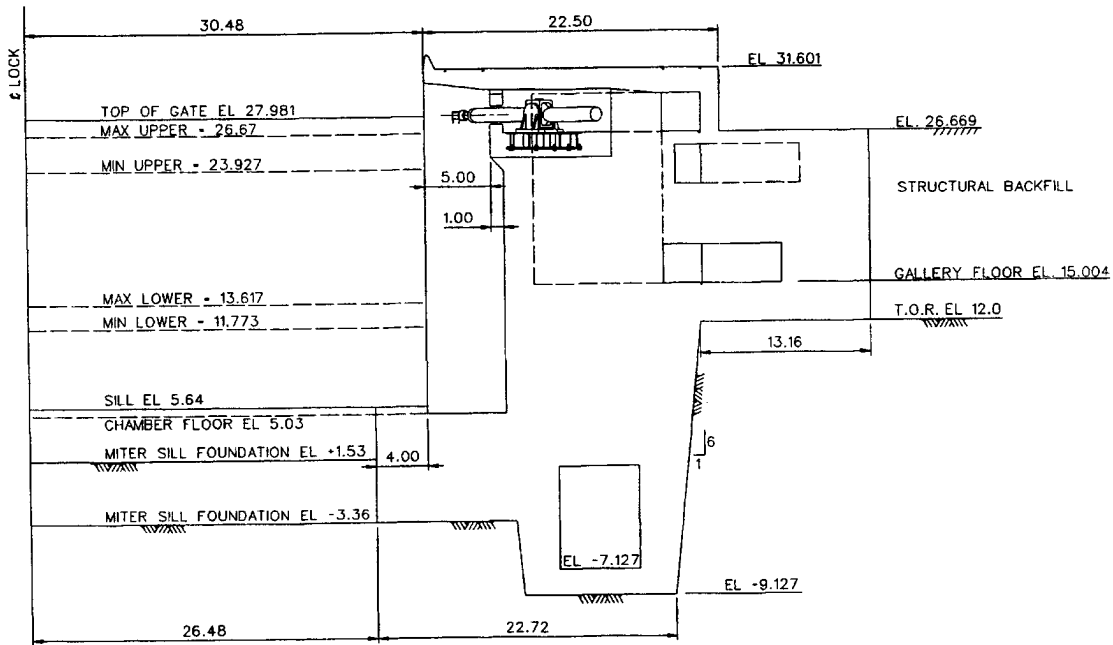 30.48
22.50
℄ LOCK
EL 31.601
TOP OF GATE EL 27.981
MAX UPPER = 26.67
EL. 26.669
MIN UPPER = 23.927
5.00
STRUCTURAL BACKFILL
1.00
GALLERY FLOOR EL. 15.004
MAX LOWER = 13.617
T.O.R. EL 12.0
MIN LOWER = 11.773
13.16
SILL EL 5.64
CHAMBER FLOOR EL 5.03
MITER SILL FOUNDATION EL +1.53
4.00
6
1
MITER SILL FOUNDATION EL -3.36
EL -7.127
EL -9.127
26.48
22.72